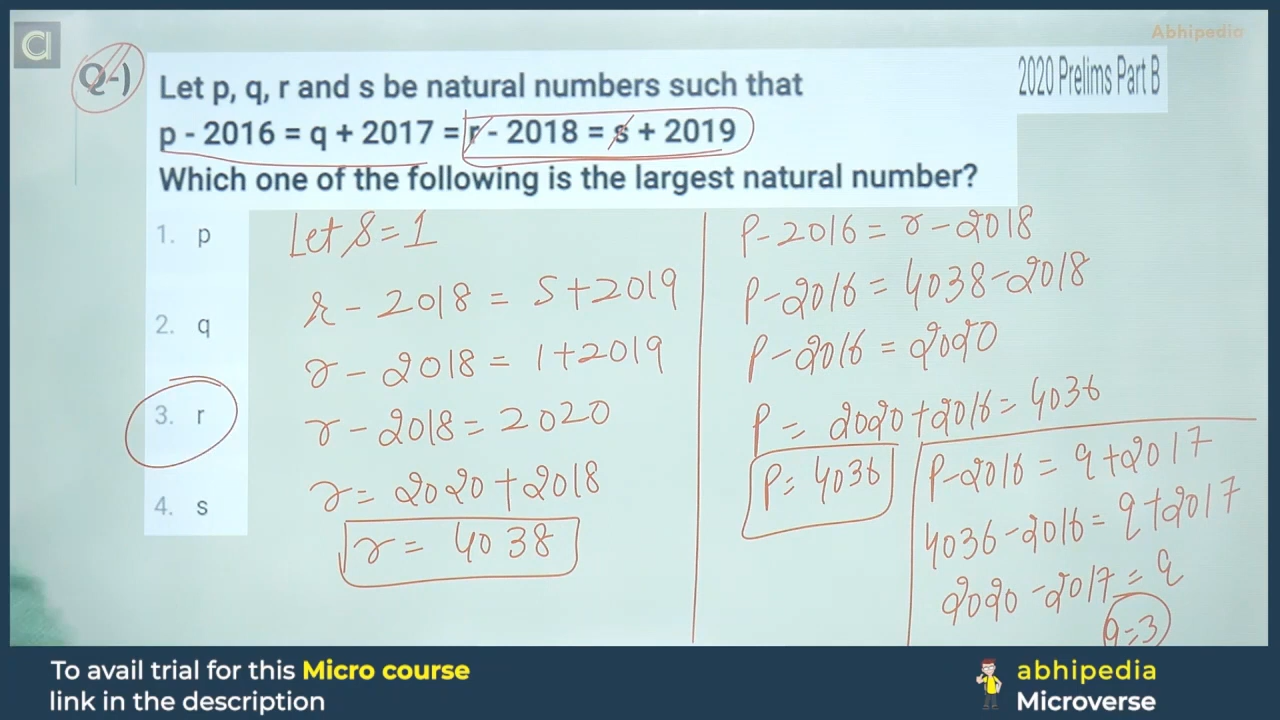 a
Abhipedia
Q-1
2020 Prelims Part B
Let p, q, r and s be natural numbers such that
p - 2016 = q + 2017 = r - 2018 = s + 2019
Which one of the following is the largest natural number?
1. p
2. q
3. r
4. s
Let s = 1
r - 2018 = s + 2019
r - 2018 = 1 + 2019
r - 2018 = 2020
r = 2020 + 2018
r = 4038
p - 2016 = r - 2018
p - 2016 = 4038 - 2018
p - 2016 = 2020
p = 2020 + 2016 = 4036
p = 4036
p - 2016 = q + 2017
4036 - 2016 = q + 2017
2020 - 2017 = q
q = 3
To avail trial for this Micro course
link in the description
abhipedia
Microverse